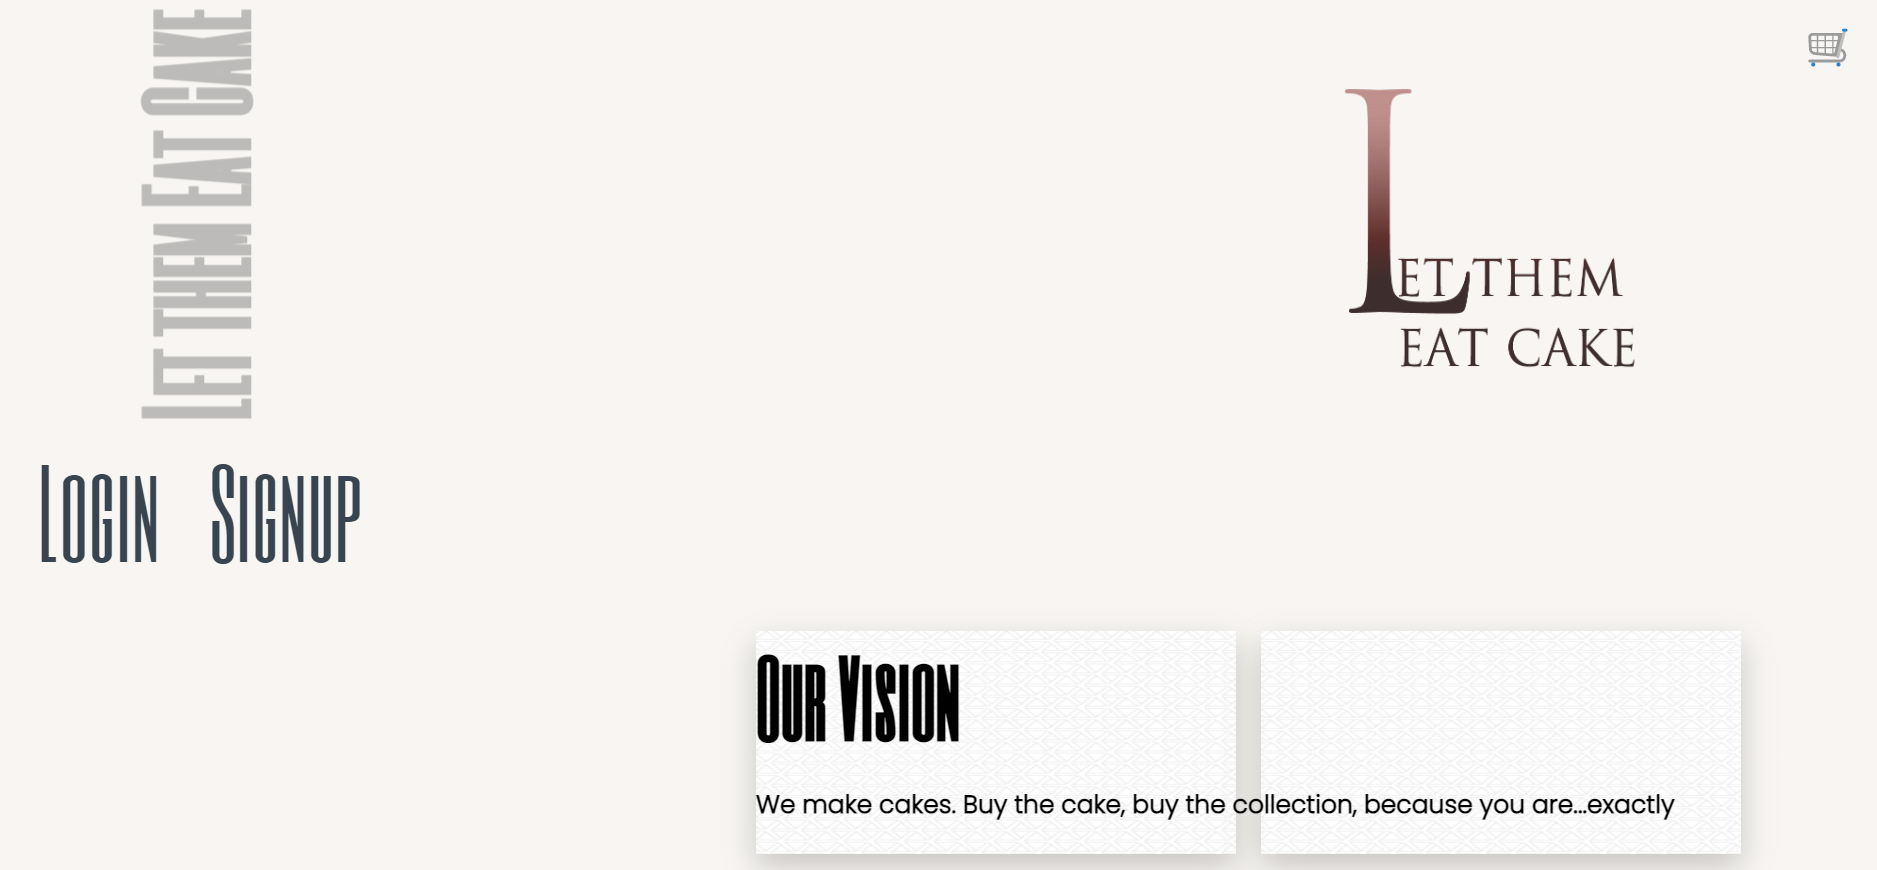 Let them Eat Cake
LET THEM
EAT CAKE
Login Signup
Our Vision
We make cakes. Buy the cake, buy the collection, because you are...exactly